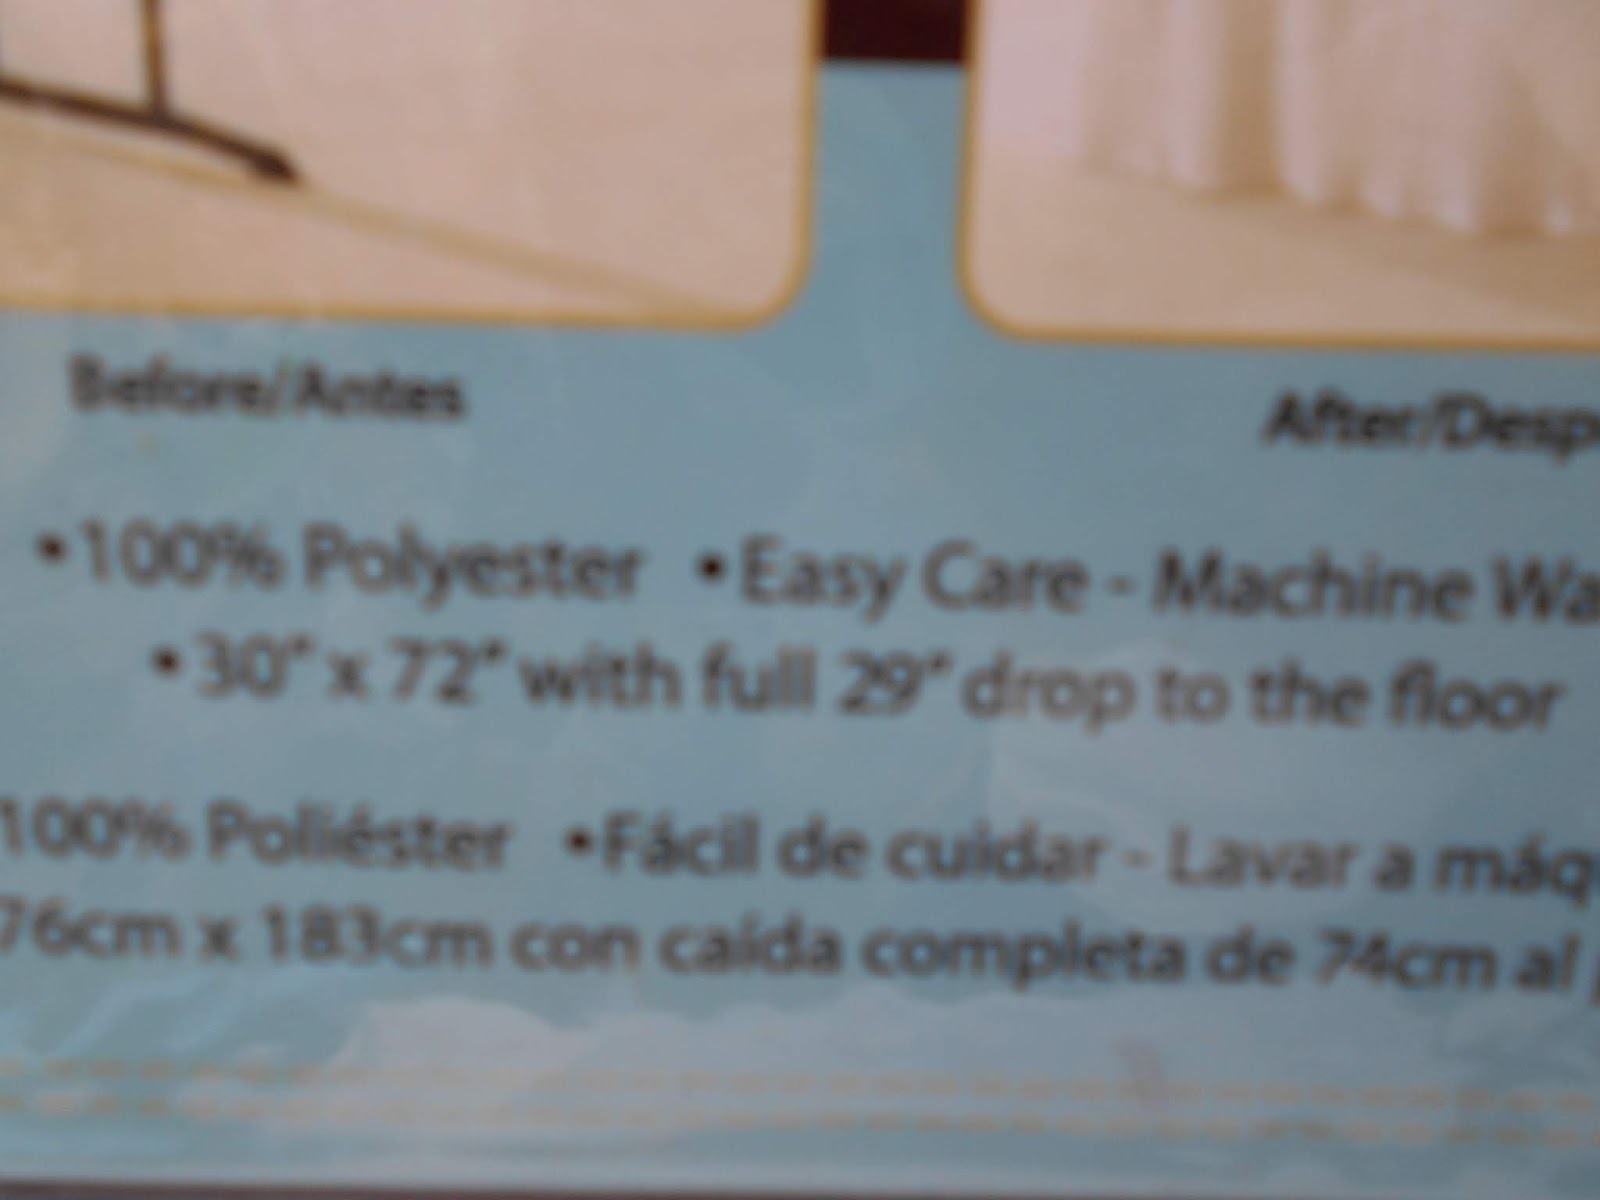 Before/Antes
After/Desp
•100% Polyester •Easy Care - Machine Wa
•30" x 72" with full 29" drop to the floor
100% Poliéster •Fácil de cuidar - Lavar a máq
76cm x 183cm con caída completa de 74cm al